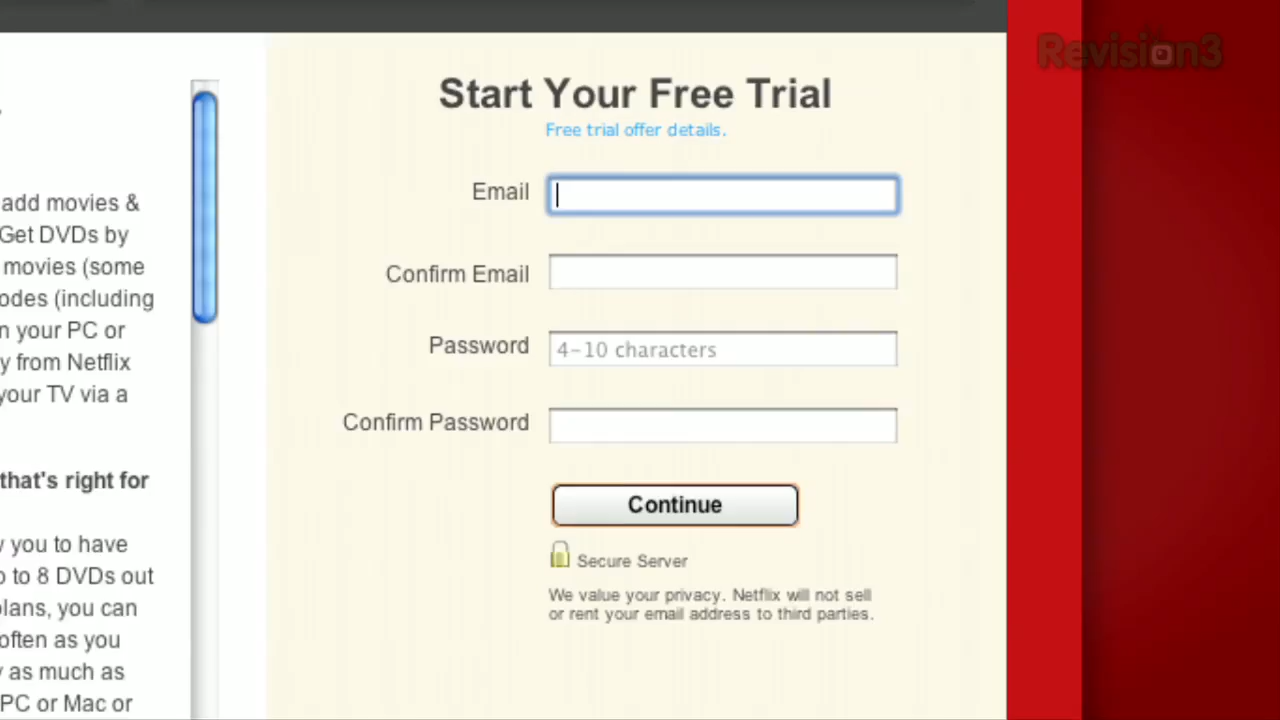 Revision3
Start Your Free Trial
Free trial offer details.
Email
Confirm Email
Password
4-10 characters
Confirm Password
Continue
Secure Server
We value your privacy. Netflix will not sell
or rent your email address to third parties.
add movies &
Get DVDs by
movies (some
odes (including
n your PC or
y from Netflix
your TV via a
that's right for
w you to have
o to 8 DVDs out
plans, you can
often as you
y as much as
PC or Mac or